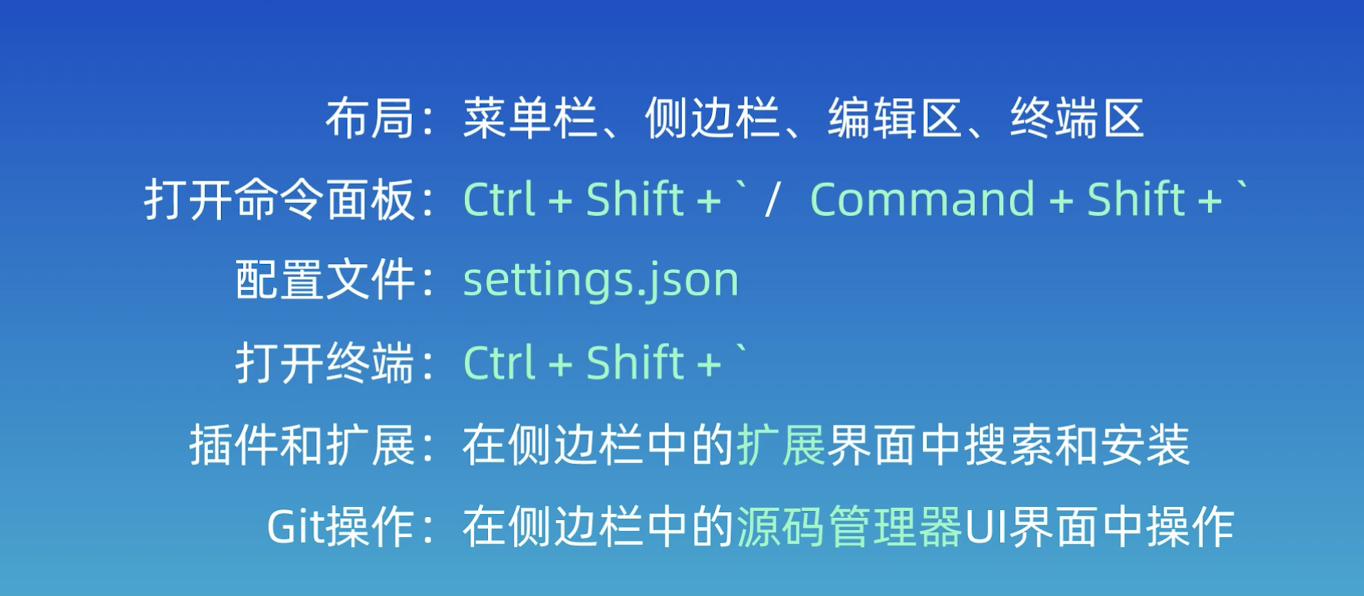 布局：菜单栏、侧边栏、编辑区、终端区
打开命令面板：Ctrl + Shift + ` / Command + Shift + `
配置文件：settings.json
打开终端：Ctrl + Shift + `
插件和扩展：在侧边栏中的扩展界面中搜索和安装
Git操作：在侧边栏中的源码管理器UI界面中操作